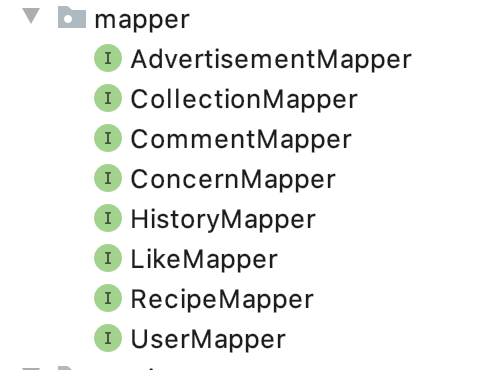 mapper
I AdvertisementMapper
I CollectionMapper
I CommentMapper
I ConcernMapper
I HistoryMapper
I LikeMapper
I RecipeMapper
I UserMapper